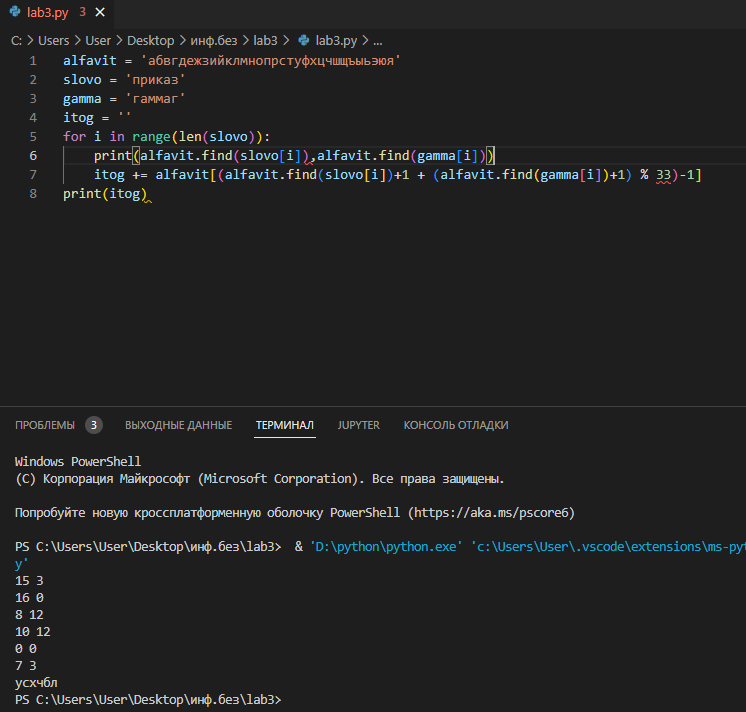 lab3.py 3
C: > Users > User > Desktop > инф.без > lab3 > lab3.py > ...
1 alfavit = 'абвгдежзийклмнопрстуфхцчшщъыьэюя'
2 slovo = 'приказ'
3 gamma = 'гаммаг'
4 itog = ''
5 for i in range(len(slovo)):
6 print(alfavit.find(slovo[i]),alfavit.find(gamma[i]))
7 itog += alfavit[(alfavit.find(slovo[i])+1 + (alfavit.find(gamma[i])+1) % 33)-1]
8 print(itog)
ПРОБЛЕМЫ 3 ВЫХОДНЫЕ ДАННЫЕ ТЕРМИНАЛ JUPYTER КОНСОЛЬ ОТЛАДКИ
Windows PowerShell
(C) Корпорация Майкрософт (Microsoft Corporation). Все права защищены.
Попробуйте новую кроссплатформенную оболочку PowerShell (https://aka.ms/pscore6)
PS C:\Users\User\Desktop\инф.без\lab3> & 'D:\python\python.exe' 'c:\Users\User\.vscode\extensions\ms-pyt
y'
15 3
16 0
8 12
10 12
0 0
7 3
усхчбл
PS C:\Users\User\Desktop\инф.без\lab3>